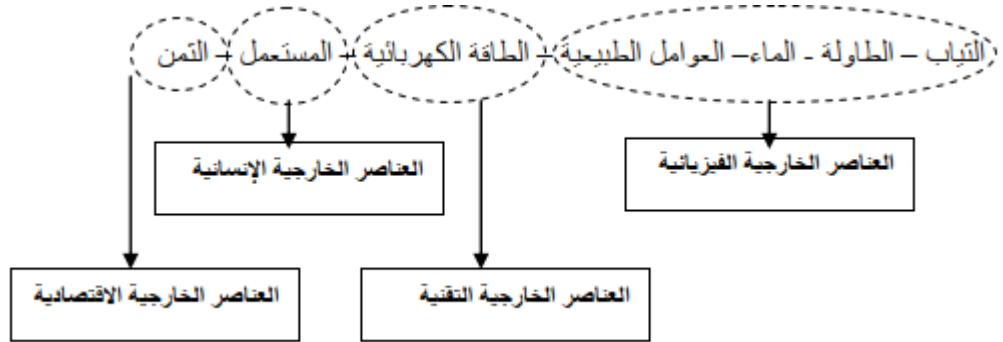 الثياب – الطاولة - الماء– العوامل الطبيعية – الطاقة الكهربائية – المستعمل – الثمن
العناصر الخارجية الفيزيائية
العناصر الخارجية الإنسانية
العناصر الخارجية التقنية
العناصر الخارجية الاقتصادية